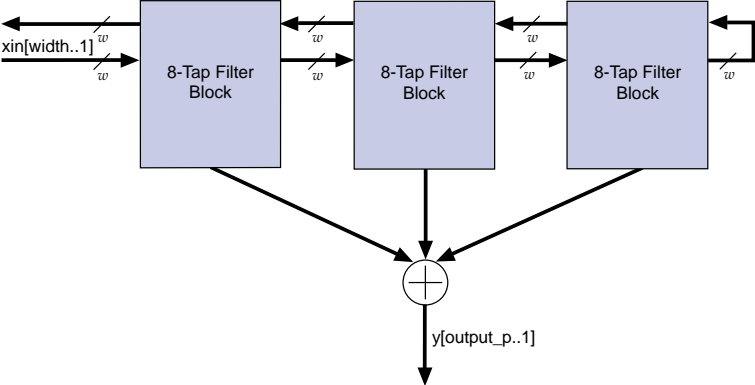 w
w
w
xin[width..1]
w
w
w
w
8-Tap Filter
Block
8-Tap Filter
Block
8-Tap Filter
Block
y[output_p..1]